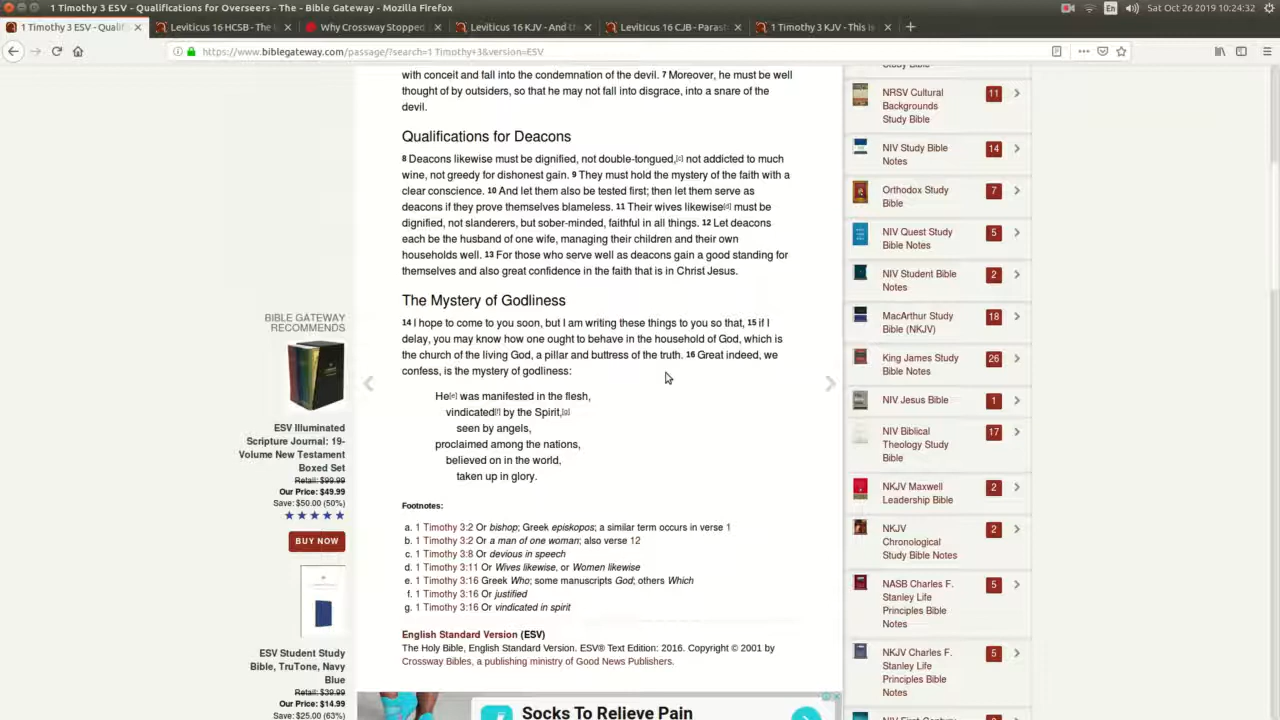 1 Timothy 3 ESV - Qualifications for Overseers - The - Bible Gateway - Mozilla Firefox
En
Sat Oct 26 2019 10:24:32
1 Timothy 3 ESV - Qualif
Leviticus 16 HCSB - The
Why Crossway Stopped
Leviticus 16 KJV - And t
Leviticus 16 CJB - Parast
1 Timothy 3 KJV - This is
https://www.biblegateway.com/passage/?search=1 Timothy+3&version=ESV
with conceit and fall into the condemnation of the devil. 7 Moreover, he must be well
thought of by outsiders, so that he may not fall into disgrace, into a snare of the
devil.
Qualifications for Deacons
8 Deacons likewise must be dignified, not double-tongued,[c] not addicted to much
wine, not greedy for dishonest gain. 9 They must hold the mystery of the faith with a
clear conscience. 10 And let them also be tested first; then let them serve as
deacons if they prove themselves blameless. 11 Their wives likewise[d] must be
dignified, not slanderers, but sober-minded, faithful in all things. 12 Let deacons
each be the husband of one wife, managing their children and their own
households well. 13 For those who serve well as deacons gain a good standing for
themselves and also great confidence in the faith that is in Christ Jesus.
The Mystery of Godliness
14 I hope to come to you soon, but I am writing these things to you so that, 15 if I
delay, you may know how one ought to behave in the household of God, which is
the church of the living God, a pillar and buttress of the truth. 16 Great indeed, we
confess, is the mystery of godliness:
He[e] was manifested in the flesh,
vindicated[f] by the Spirit,[g]
seen by angels,
proclaimed among the nations,
believed on in the world,
taken up in glory.
Footnotes:
a. 1 Timothy 3:2 Or bishop; Greek episkopos; a similar term occurs in verse 1
b. 1 Timothy 3:2 Or a man of one woman; also verse 12
c. 1 Timothy 3:8 Or devious in speech
d. 1 Timothy 3:11 Or Wives likewise, or Women likewise
e. 1 Timothy 3:16 Greek Who; some manuscripts God; others Which
f. 1 Timothy 3:16 Or justified
g. 1 Timothy 3:16 Or vindicated in spirit
English Standard Version (ESV)
The Holy Bible, English Standard Version. ESV® Text Edition: 2016. Copyright © 2001 by
Crossway Bibles, a publishing ministry of Good News Publishers.
Socks To Relieve Pain
BIBLE GATEWAY
RECOMMENDS
ESV Illuminated
Scripture Journal: 19-
Volume New Testament
Boxed Set
Retail: $99.99
Our Price: $49.99
Save: $50.00 (50%)
BUY NOW
ESV Student Study
Bible, TruTone, Navy
Blue
Retail: $39.99
Our Price: $14.99
Save: $25.00 (63%)
Study Bible
NRSV Cultural
Backgrounds
Study Bible
11
NIV Study Bible
Notes
14
Orthodox Study
Bible
7
NIV Quest Study
Bible Notes
5
NIV Student Bible
Notes
2
MacArthur Study
Bible (NKJV)
18
King James Study
Bible Notes
26
NIV Jesus Bible
1
NIV Biblical
Theology Study
Bible
17
NKJV Maxwell
Leadership Bible
2
NKJV
Chronological
Study Bible Notes
2
NASB Charles F.
Stanley Life
Principles Bible
Notes
5
NKJV Charles F.
Stanley Life
Principles Bible
Notes
5